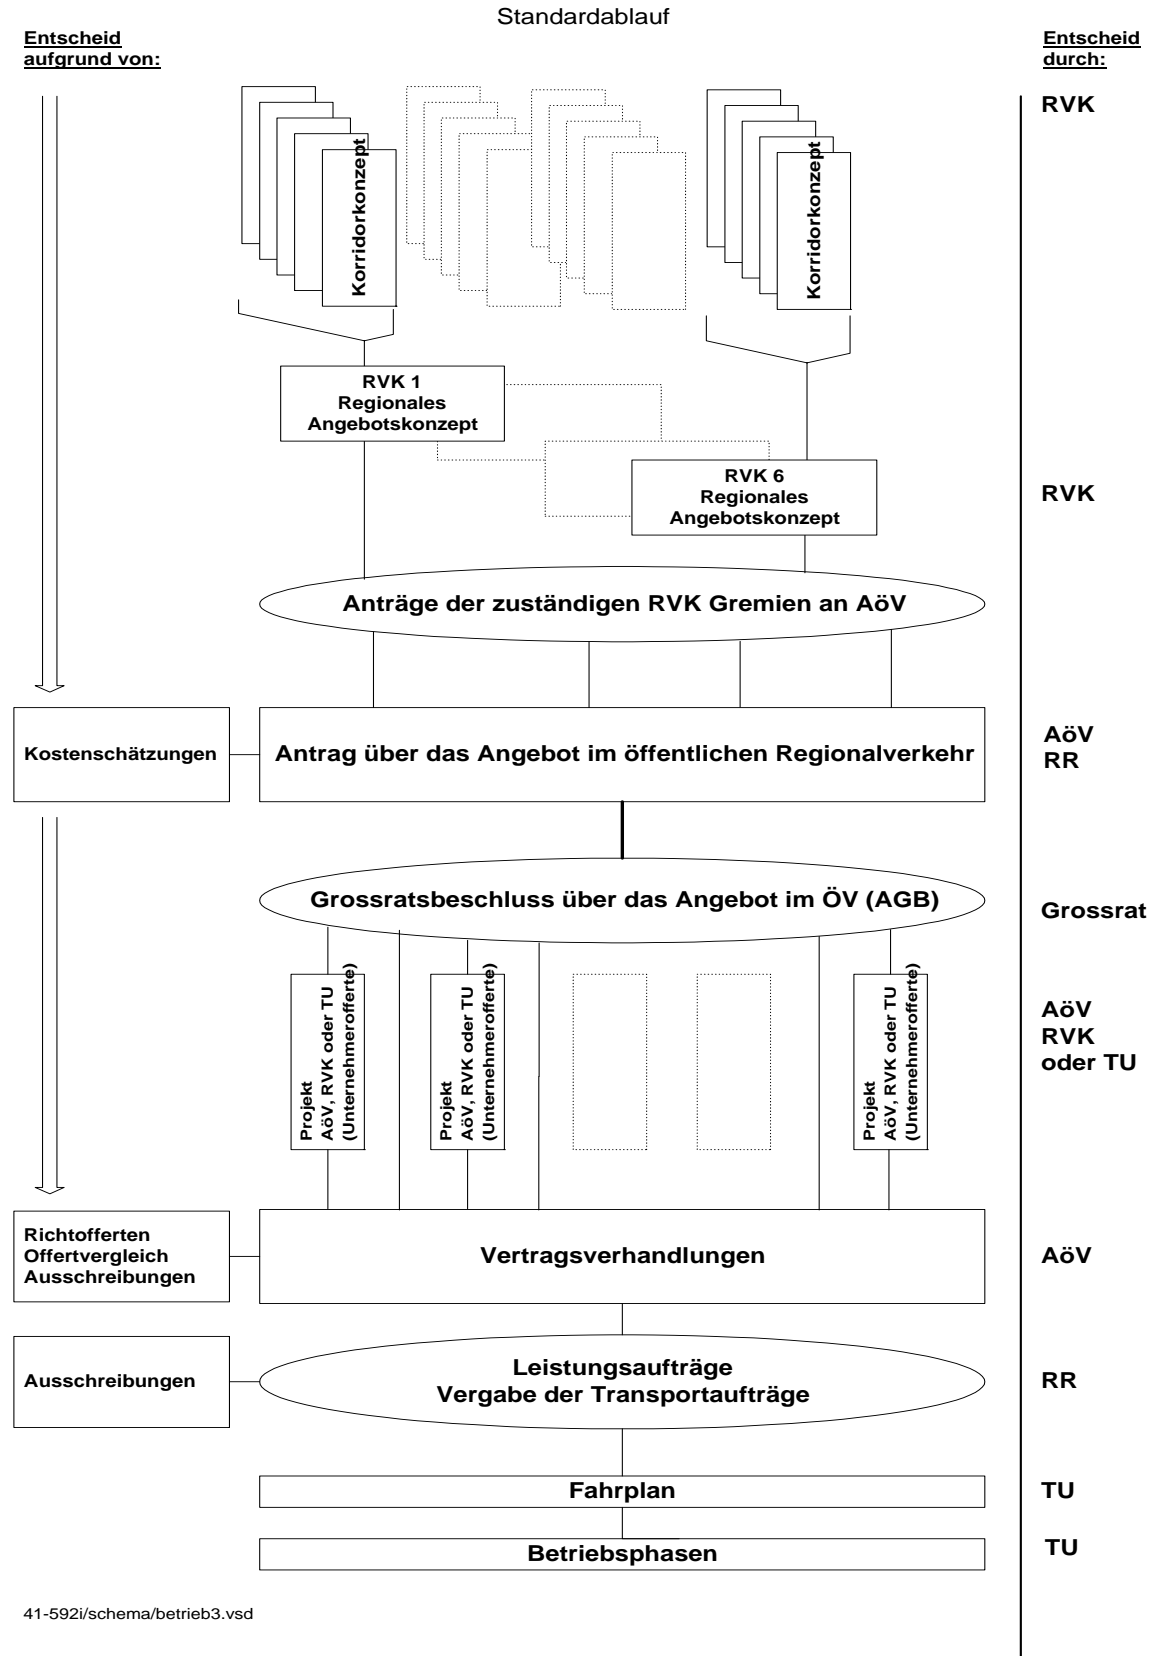 Standardablauf
Entscheid
aufgrund von:
Entscheid
durch:
RVK
Korridorkonzept
Korridorkonzept
RVK 1
Regionales
Angebotskonzept
RVK 6
Regionales
Angebotskonzept
RVK
Anträge der zuständigen RVK Gremien an AöV
Kostenschätzungen
Antrag über das Angebot im öffentlichen Regionalverkehr
AöV
RR
Grossratsbeschluss über das Angebot im ÖV (AGB)
Grossrat
Projekt
AöV, RVK oder TU
(Unternehmerofferte)
Projekt
AöV, RVK oder TU
(Unternehmerofferte)
Projekt
AöV, RVK oder TU
(Unternehmerofferte)
AöV
RVK
oder TU
Richtofferten
Offertvergleich
Ausschreibungen
Vertragsverhandlungen
AöV
Ausschreibungen
Leistungsaufträge
Vergabe der Transportaufträge
RR
Fahrplan
TU
Betriebsphasen
TU
41-592i/schema/betrieb3.vsd